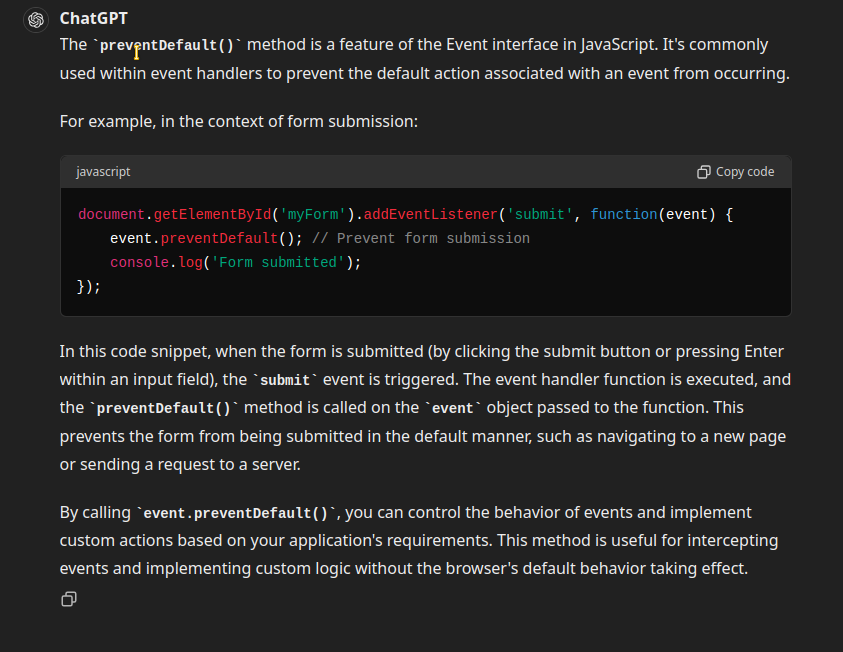 ChatGPT
The `preventDefault()` method is a feature of the Event interface in JavaScript. It's commonly
used within event handlers to prevent the default action associated with an event from occurring.
For example, in the context of form submission:
javascript
Copy code
document.getElementById('myForm').addEventListener('submit', function(event) {
    event.preventDefault(); // Prevent form submission
    console.log('Form submitted');
});
In this code snippet, when the form is submitted (by clicking the submit button or pressing Enter
within an input field), the `submit` event is triggered. The event handler function is executed, and
the `preventDefault()` method is called on the `event` object passed to the function. This
prevents the form from being submitted in the default manner, such as navigating to a new page
or sending a request to a server.
By calling `event.preventDefault()`, you can control the behavior of events and implement
custom actions based on your application's requirements. This method is useful for intercepting
events and implementing custom logic without the browser's default behavior taking effect.